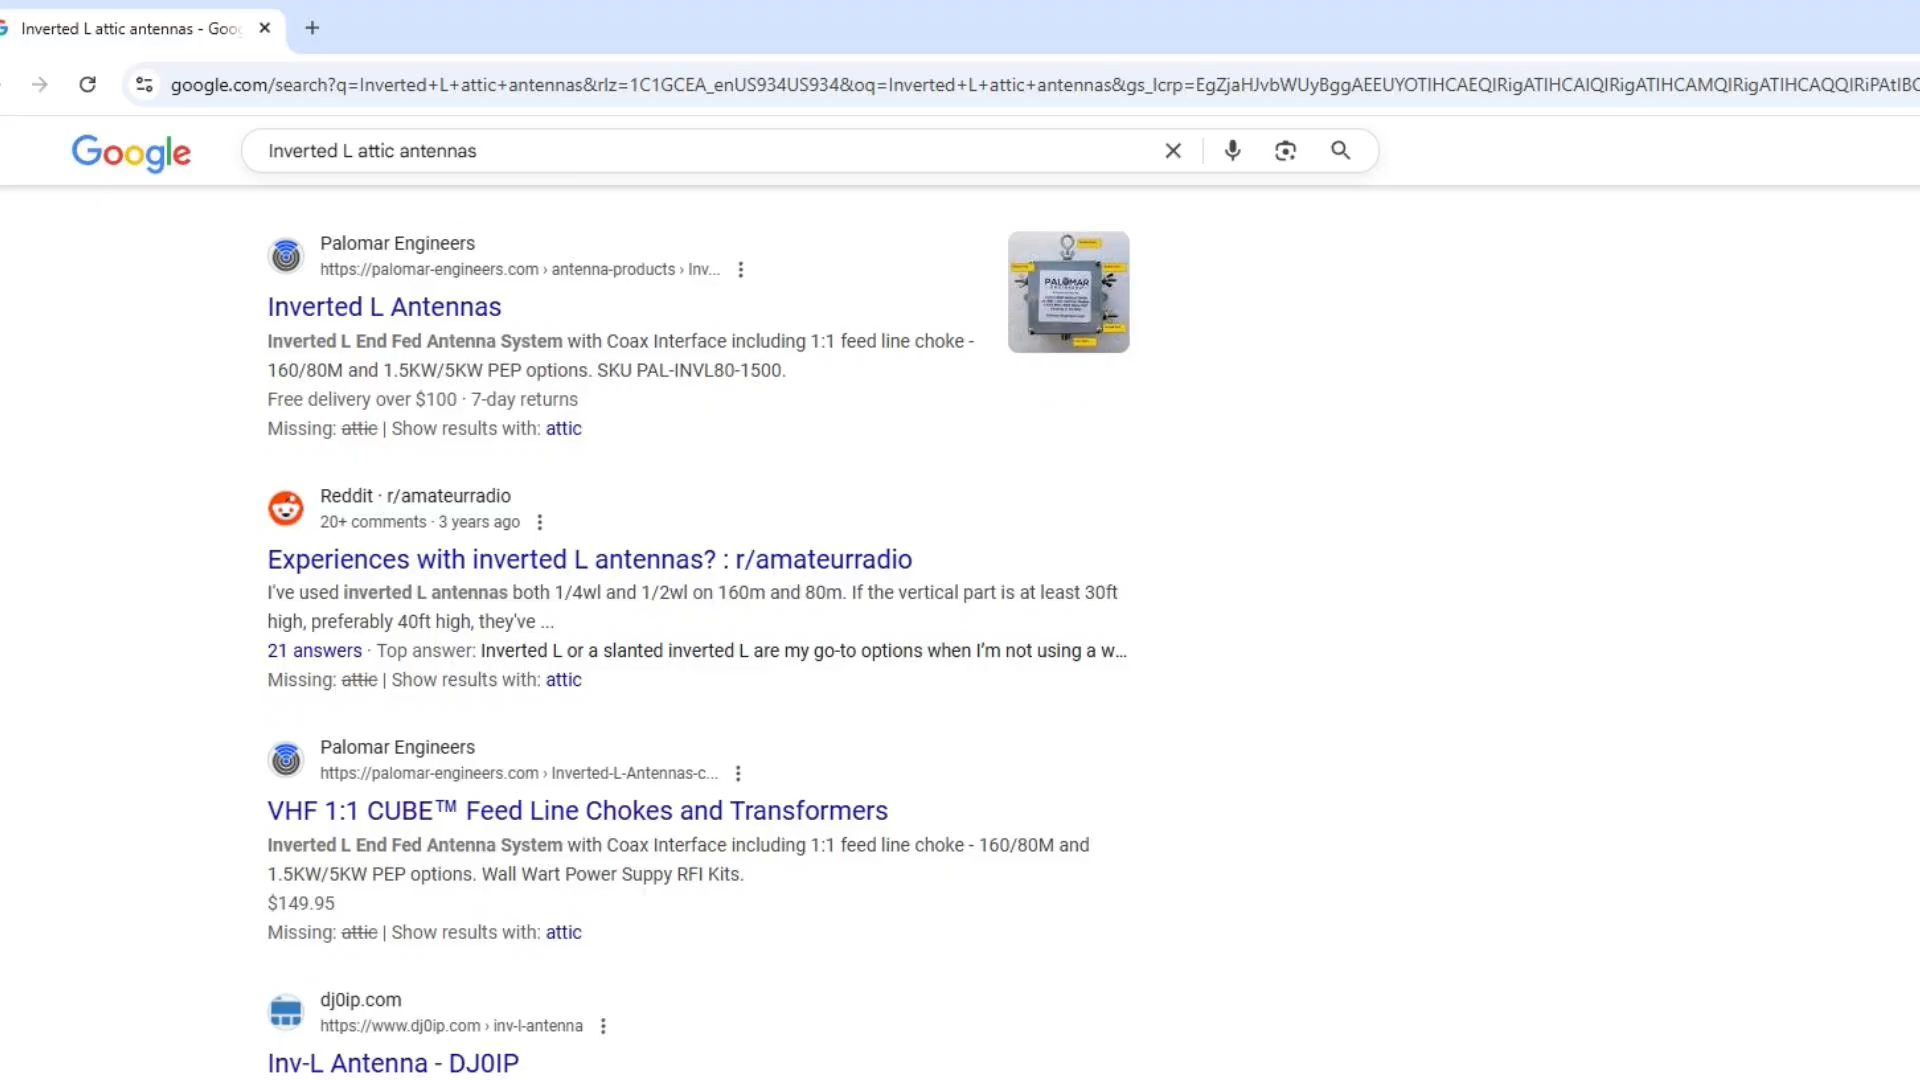 Inverted L attic antennas - Goo
google.com/search?q=Inverted+L+attic+antennas&rlz=1C1GCEA_enUS934US934&oq=Inverted+L+attic+antennas&gs_lcrp=EgZjaHJvbWUyBggAEEUYOTIHCAEQIRigATIHCAIQIRigATIHCAMQIRigATIHCAQQIRiPAtIBC
Google
Inverted L attic antennas
Palomar Engineers
https://palomar-engineers.com › antenna-products › Inv...
Inverted L Antennas
Inverted L End Fed Antenna System with Coax Interface including 1:1 feed line choke -
160/80M and 1.5KW/5KW PEP options. SKU PAL-INVL80-1500.
Free delivery over $100 · 7-day returns
Missing: attic | Show results with: attic
PALOMAR
Reddit · r/amateurradio
20+ comments · 3 years ago
Experiences with inverted L antennas? : r/amateurradio
I've used inverted L antennas both 1/4wl and 1/2wl on 160m and 80m. If the vertical part is at least 30ft
high, preferably 40ft high, they've ...
21 answers · Top answer: Inverted L or a slanted inverted L are my go-to options when I'm not using a w...
Missing: attic | Show results with: attic
Palomar Engineers
https://palomar-engineers.com › Inverted-L-Antennas-c...
VHF 1:1 CUBE™ Feed Line Chokes and Transformers
Inverted L End Fed Antenna System with Coax Interface including 1:1 feed line choke - 160/80M and
1.5KW/5KW PEP options. Wall Wart Power Suppy RFI Kits.
$149.95
Missing: attic | Show results with: attic
dj0ip.com
https://www.dj0ip.com › inv-l-antenna
Inv-L Antenna - DJ0IP